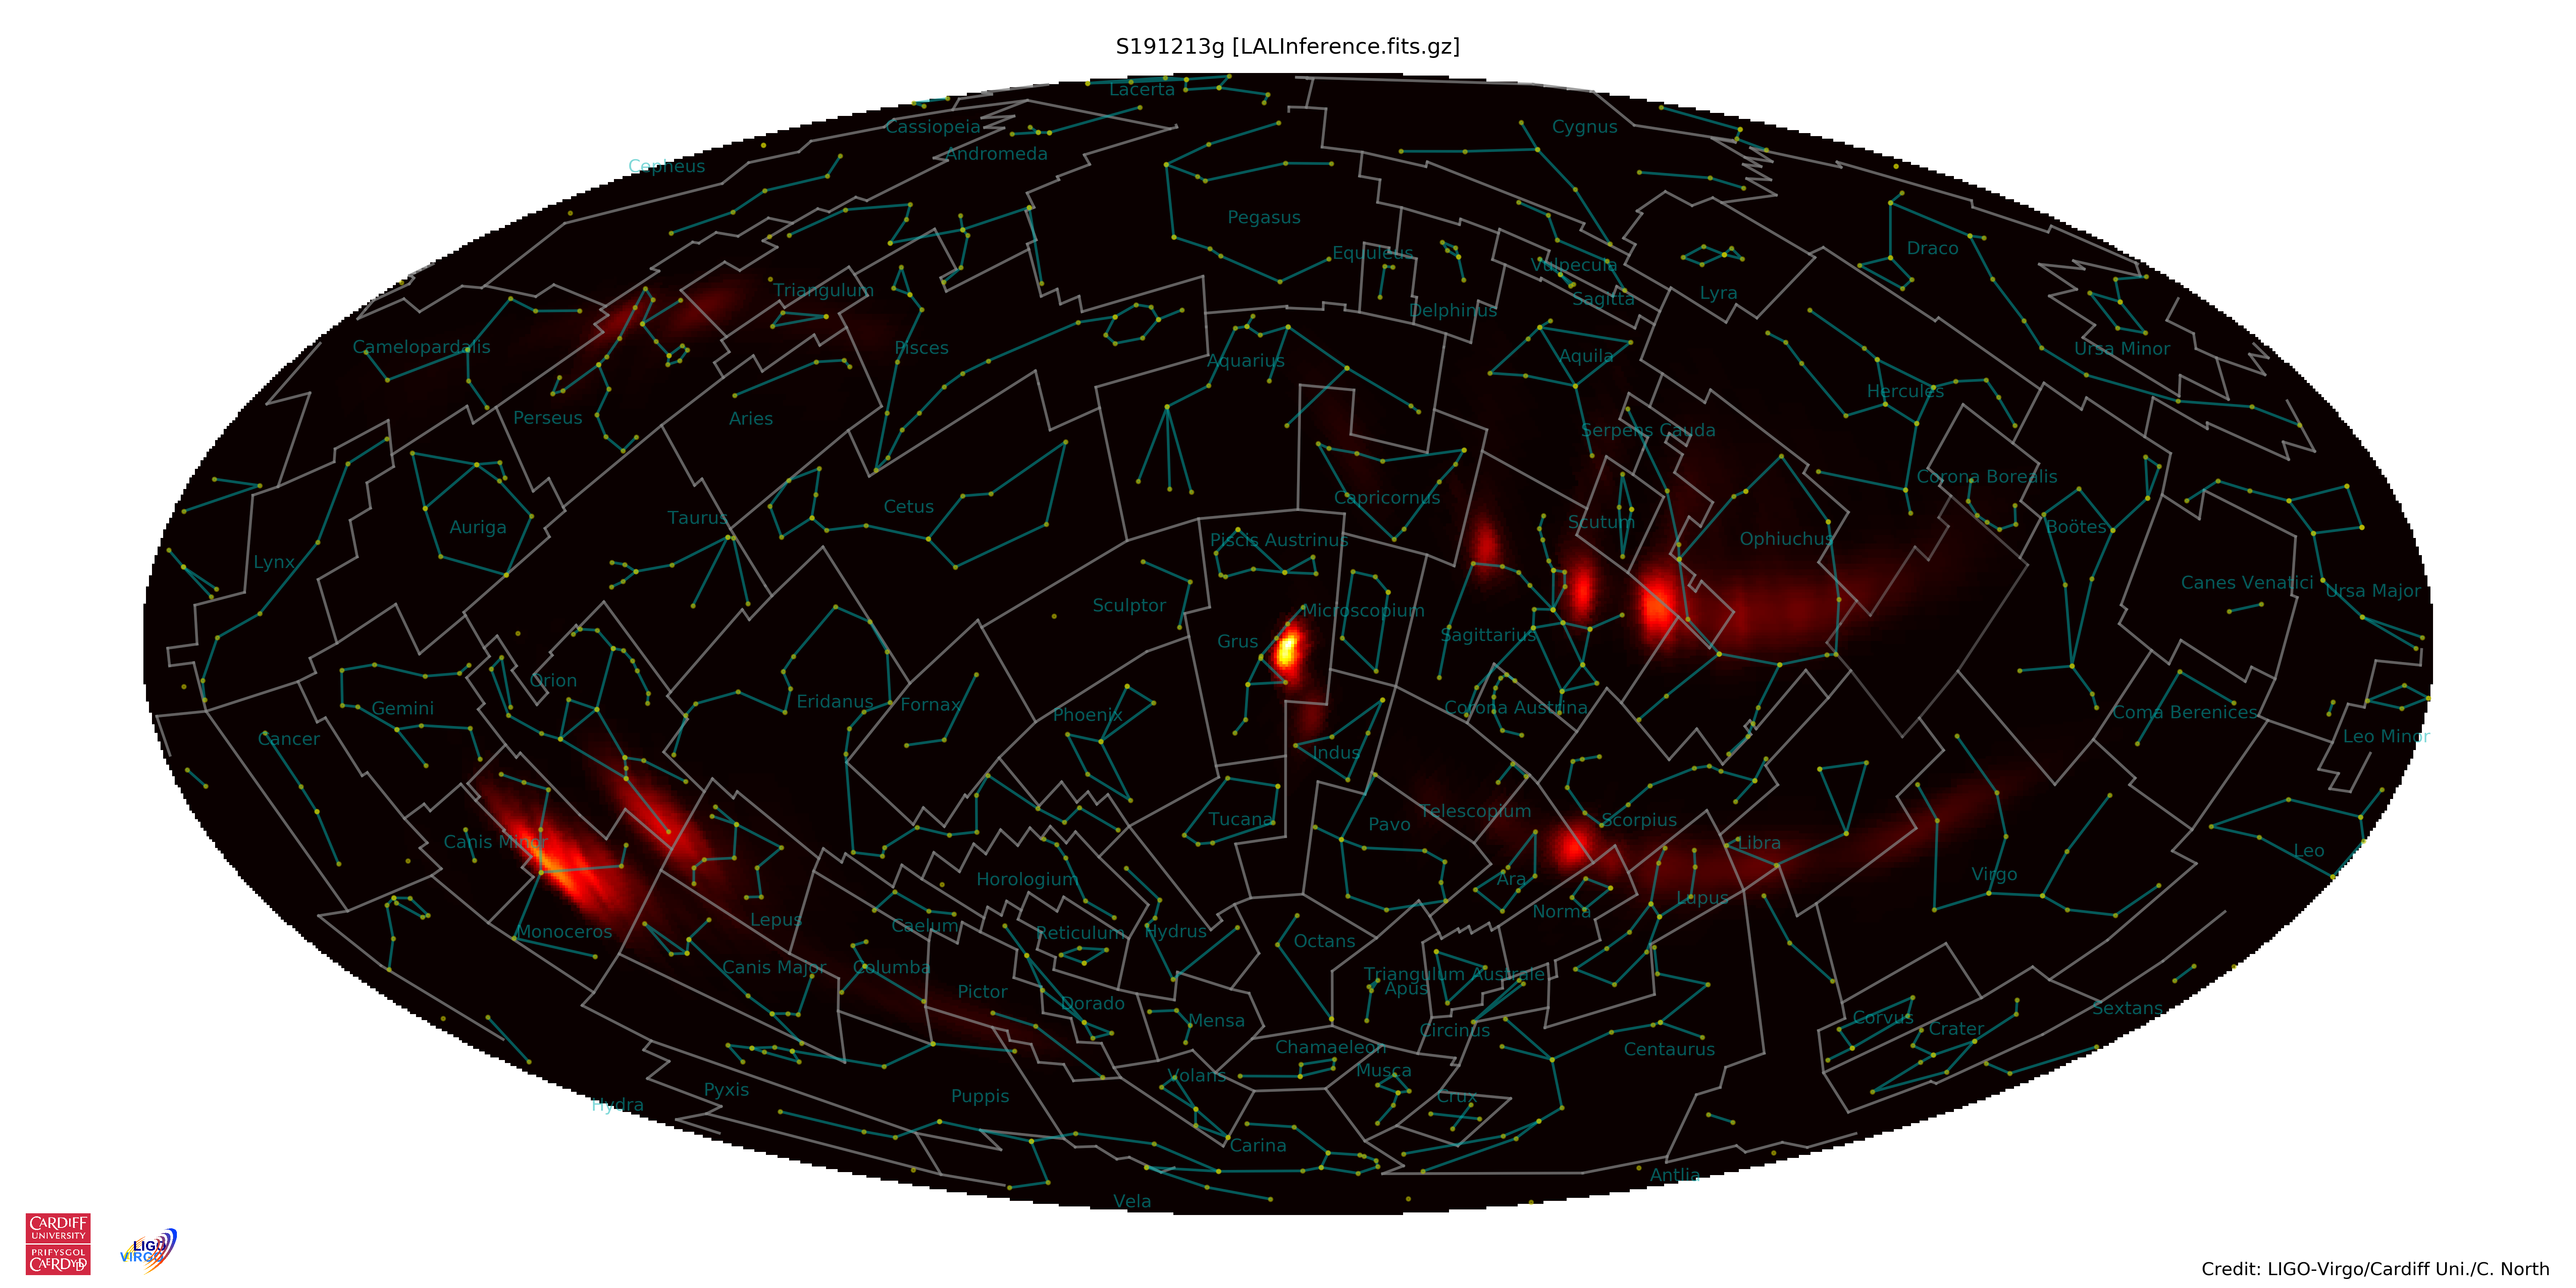 S191213g [LALInference.fits.gz]
Lacerta
Cassiopeia
Cygnus
Andromeda
Cepheus
Pegasus
Draco
Equuleus
Vulpecula
Triangulum
Lyra
Sagitta
Delphinus
Camelopardalis
Pisces
Ursa Minor
Aquarius
Aquila
Hercules
Perseus
Aries
Serpens Cauda
Corona Borealis
Capricornus
Cetus
Taurus
Scutum
Auriga
Boötes
Piscis Austrinus
Ophiuchus
Lynx
Canes Venatici
Ursa Major
Sculptor
Microscopium
Sagittarius
Grus
Orion
Eridanus
Fornax
Gemini
Corona Austrina
Coma Berenices
Phoenix
Cancer
Leo Minor
Indus
Telescopium
Tucana
Scorpius
Pavo
Canis Minor
Libra
Leo
Virgo
Horologium
Ara
Lupus
Norma
Lepus
Caelum
Monoceros
Reticulum
Hydrus
Octans
Canis Major
Columba
Triangulum Australe
Apus
Pictor
Dorado
Sextans
Corvus
Mensa
Crater
Circinus
Chamaeleon
Centaurus
Musca
Volans
Pyxis
Puppis
Crux
Hydra
Carina
Antlia
Vela
CARDIFF
UNIVERSITY
PRIFYSGOL
CAERDYDD
LIGO
VIRGO
Credit: LIGO-Virgo/Cardiff Uni./C. North